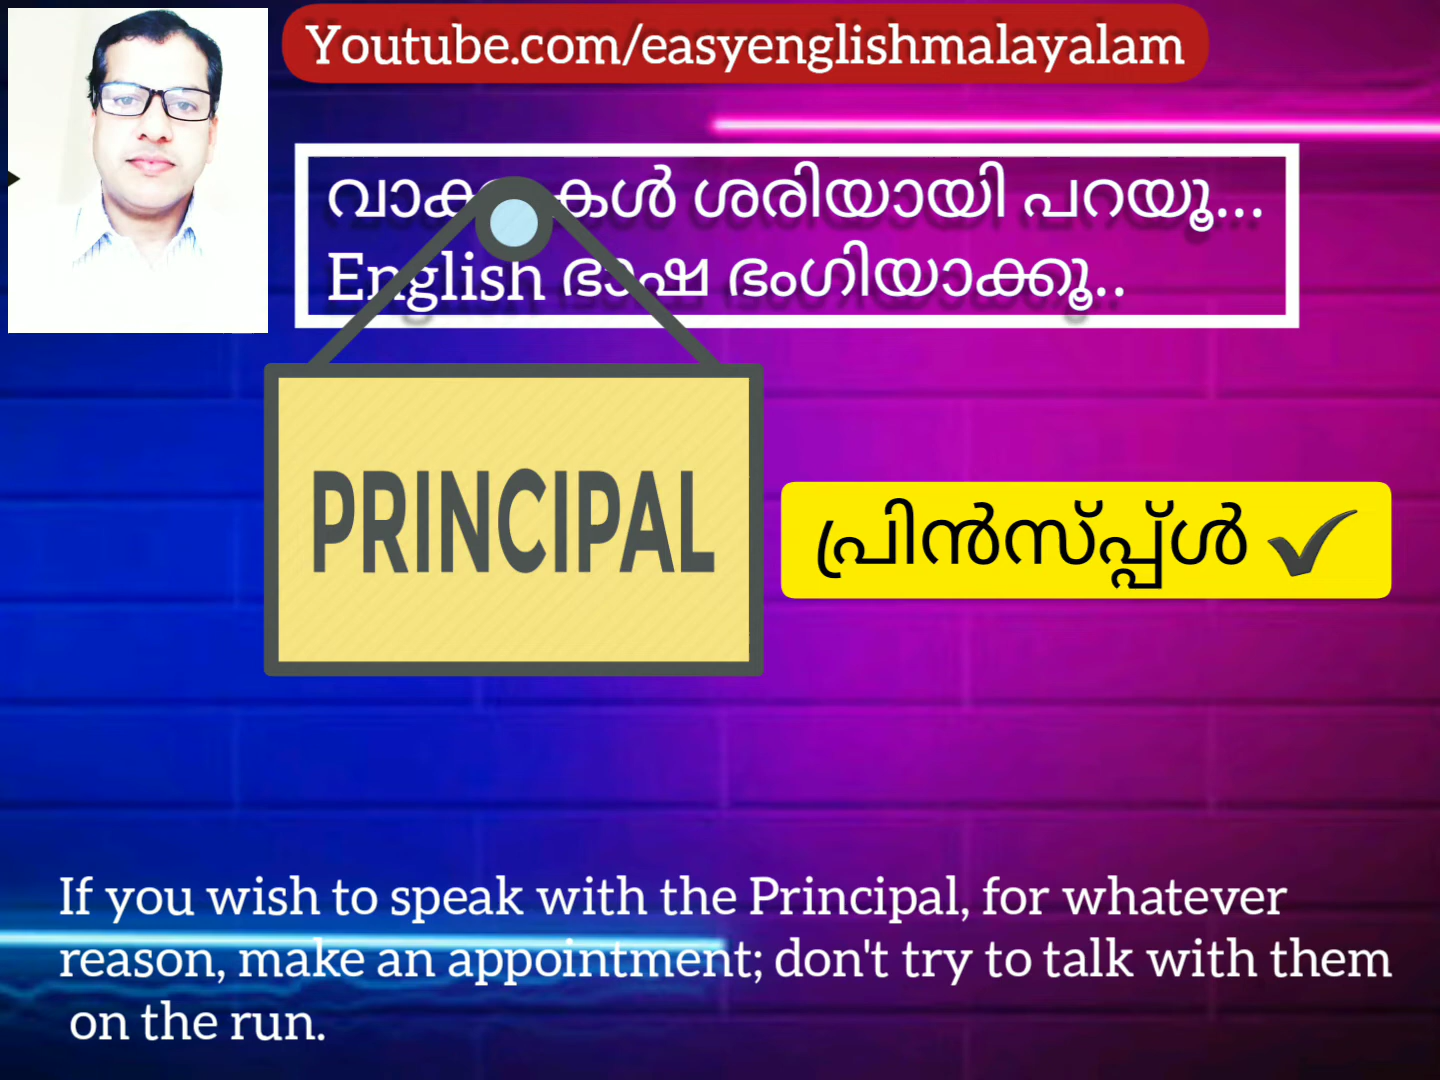 Youtube.com/easyenglishmalayalam
ശരിയായി പറയൂ...
English ഭാഷ ഭംഗിയാക്കൂ..
PRINCIPAL
പ്രിൻസ്പ്പ്ൾ ✓
If you wish to speak with the Principal, for whatever
reason, make an appointment; don't try to talk with them
on the run.